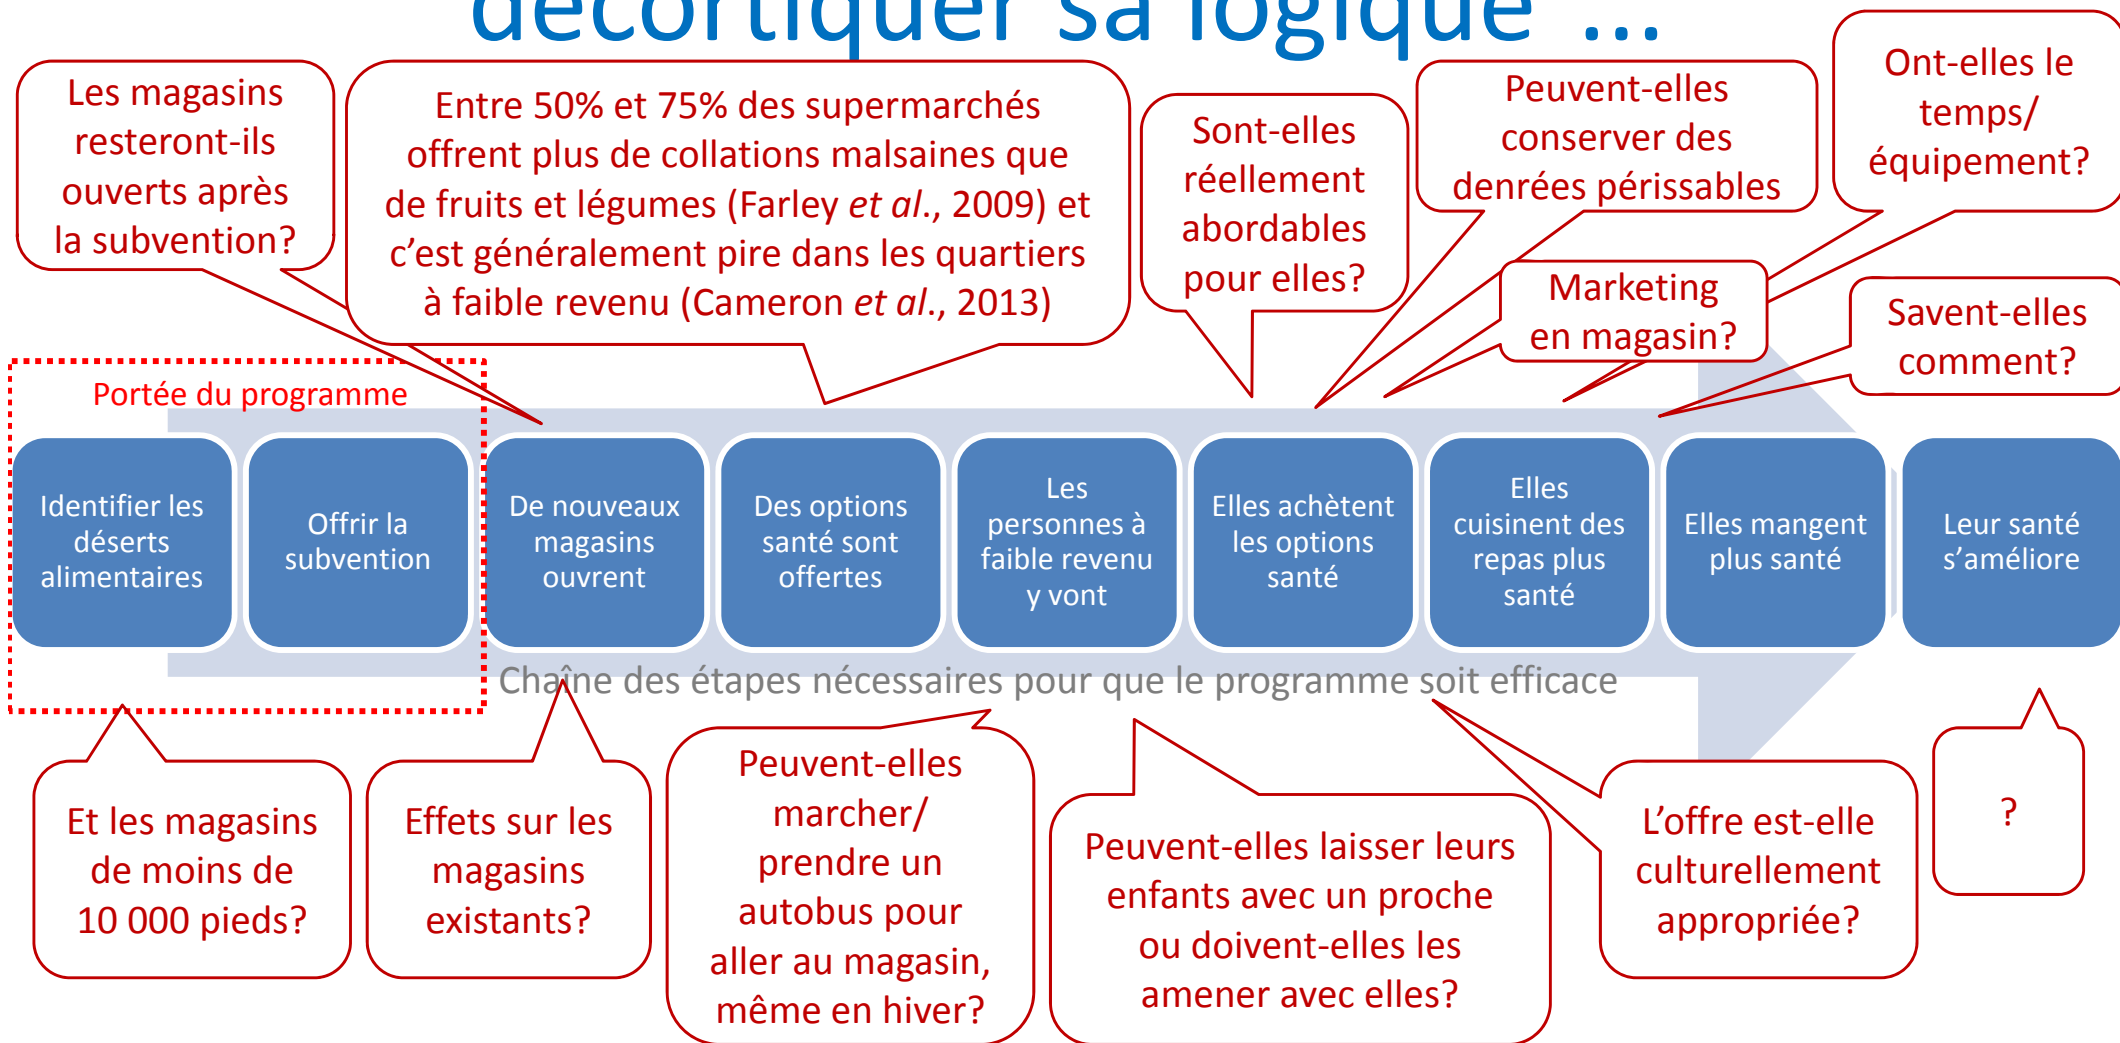 décortiquer sa logique ...
Les magasins
resteront-ils
ouverts après
la subvention?
Entre 50% et 75% des supermarchés
offrent plus de collations malsaines que
de fruits et légumes (Farley et al., 2009) et
c'est généralement pire dans les quartiers
à faible revenu (Cameron et al., 2013)
Sont-elles
réellement
abordables
pour elles?
Peuvent-elles
conserver des
denrées périssables
Ont-elles le
temps/
équipement?
Marketing
en magasin?
Savent-elles
comment?
Portée du programme
Identifier les
déserts
alimentaires
Offrir la
subvention
De nouveaux
magasins
ouvrent
Des options
santé sont
offertes
Les
personnes à
faible revenu
y vont
Elles achètent
les options
santé
Elles
cuisinent des
repas plus
santé
Elles mangent
plus santé
Leur santé
s'améliore
Chaîne des étapes nécessaires pour que le programme soit efficace
Et les magasins
de moins de
10 000 pieds?
Effets sur les
magasins
existants?
Peuvent-elles
marcher/
prendre un
autobus pour
aller au magasin,
même en hiver?
Peuvent-elles laisser leurs
enfants avec un proche
ou doivent-elles les
amener avec elles?
L'offre est-elle
culturellement
appropriée?
?